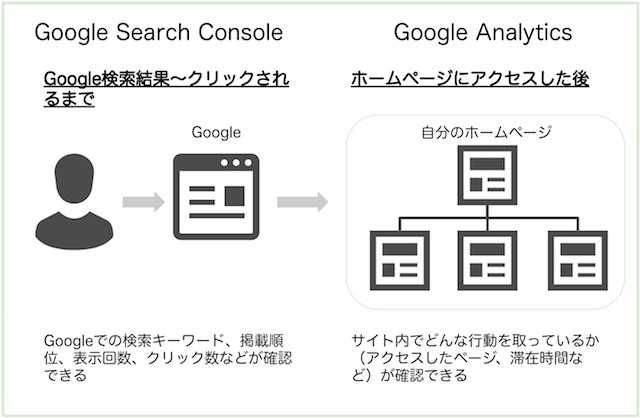 Google Search Console
Google検索結果〜クリックされ
るまで
Google
Googleでの検索キーワード、掲載順
位、表示回数、クリック数などが確認
できる
Google Analytics
ホームページにアクセスした後
自分のホームページ
サイト内でどんな行動を取っているか
（アクセスしたページ、滞在時間な
ど）が確認できる